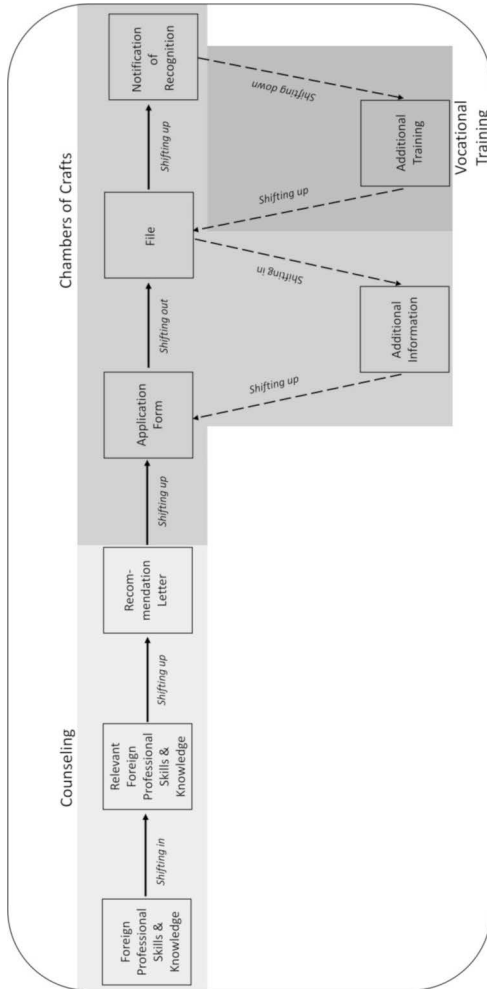 Counseling
Chambers of Crafts
Foreign
Professional
Skills &
Knowledge
Shifting in
Relevant
Foreign
Professional
Skills &
Knowledge
Shifting up
Recom-
mendation
Letter
Shifting up
Application
Form
Shifting out
File
Shifting up
Notification
of
Recognition
Shifting up
Shifting in
Shifting up
Shifting down
Additional
Information
Additional
Training
Vocational
Training